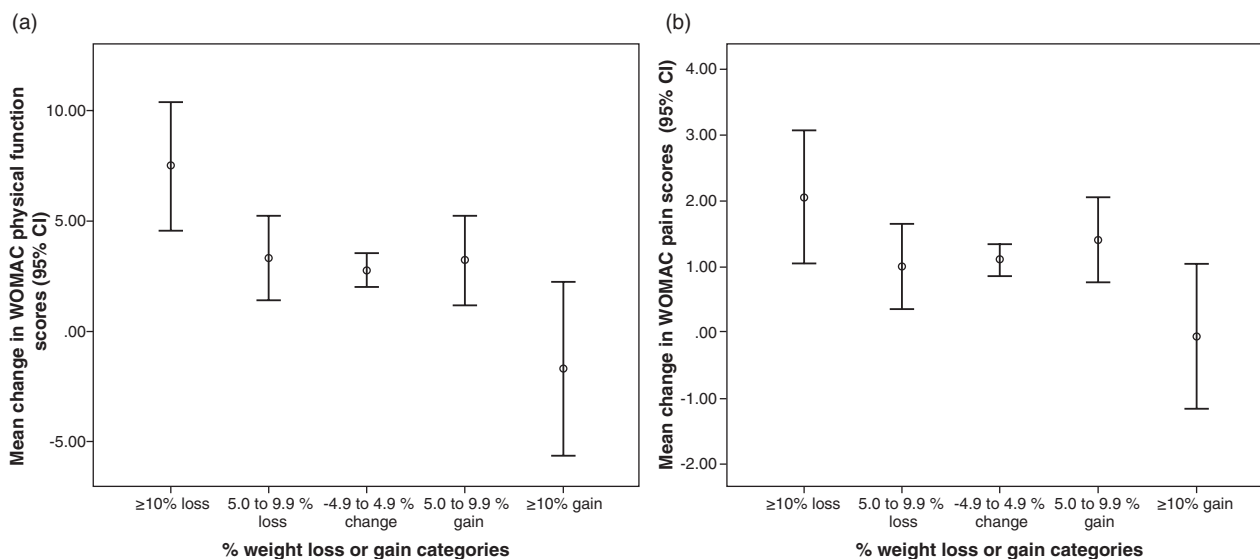 (a)
Mean change in WOMAC physical function
scores (95% CI)
10.00
5.00
.00
-5.00
≥10% loss
5.0 to 9.9 %
loss
-4.9 to 4.9 %
change
5.0 to 9.9 %
gain
≥10% gain
% weight loss or gain categories
(b)
Mean change in WOMAC pain scores (95% CI)
4.00
3.00
2.00
1.00
.00
-1.00
-2.00
≥10% loss
5.0 to 9.9 %
loss
-4.9 to 4.9 %
change
5.0 to 9.9 %
gain
≥10% gain
% weight loss or gain categories